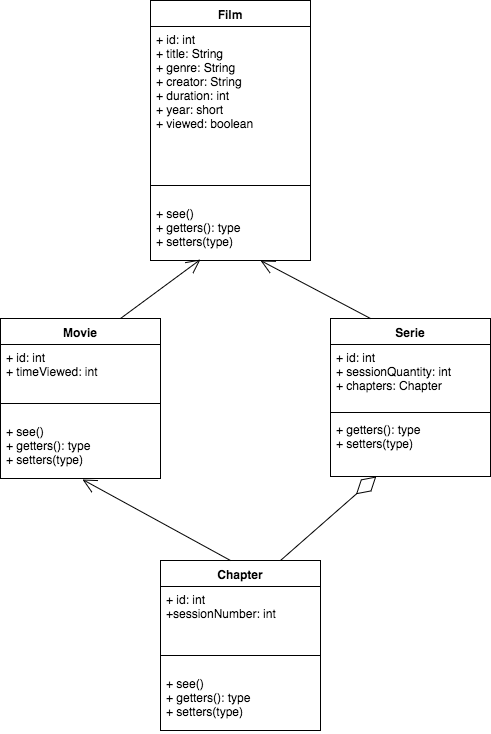 Film
+ id: int
+ title: String
+ genre: String
+ creator: String
+ duration: int
+ year: short
+ viewed: boolean
+ see()
+ getters(): type
+ setters(type)
Movie
+ id: int
+ timeViewed: int
+ see()
+ getters(): type
+ setters(type)
Serie
+ id: int
+ sessionQuantity: int
+ chapters: Chapter
+ getters(): type
+ setters(type)
Chapter
+ id: int
+sessionNumber: int
+ see()
+ getters(): type
+ setters(type)